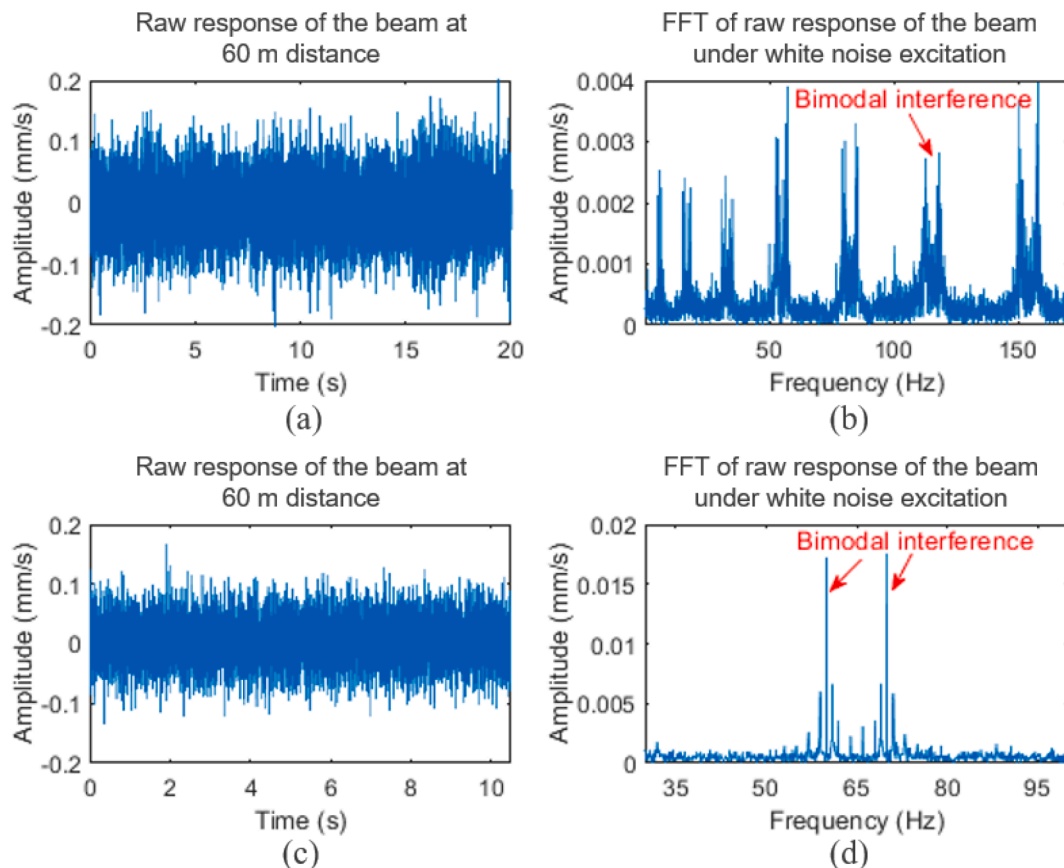 Raw response of the beam at
60 m distance
0.2
0.1
0
-0.1
-0.2
Amplitude (mm/s)
0 5 10 15 20
Time (s)
(a)
FFT of raw response of the beam
under white noise excitation
Bimodal interference
0.004
0.003
0.002
0.001
0
Amplitude (mm/s)
50 100 150
Frequency (Hz)
(b)
Raw response of the beam at
60 m distance
0.2
0.1
0
-0.1
-0.2
Amplitude (mm/s)
0 2 4 6 8 10
Time (s)
(c)
FFT of raw response of the beam
under white noise excitation
Bimodal interference
0.02
0.015
0.01
0.005
0
Amplitude (mm/s)
35 50 65 80 95
Frequency (Hz)
(d)